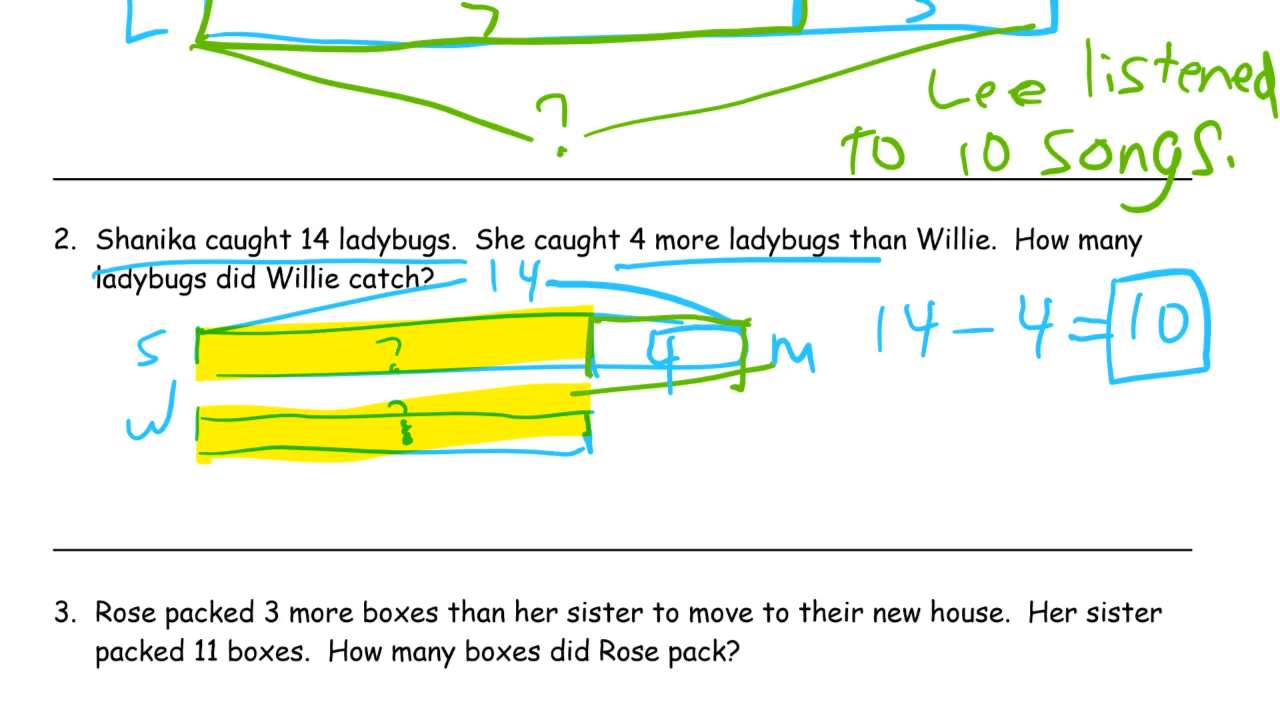 L 7 3
?
Lee listened
to 10 songs.
2. Shanika caught 14 ladybugs. She caught 4 more ladybugs than Willie. How many
ladybugs did Willie catch?
14
S ? 4 M
14 - 4 = 10
W ?
3. Rose packed 3 more boxes than her sister to move to their new house. Her sister
packed 11 boxes. How many boxes did Rose pack?